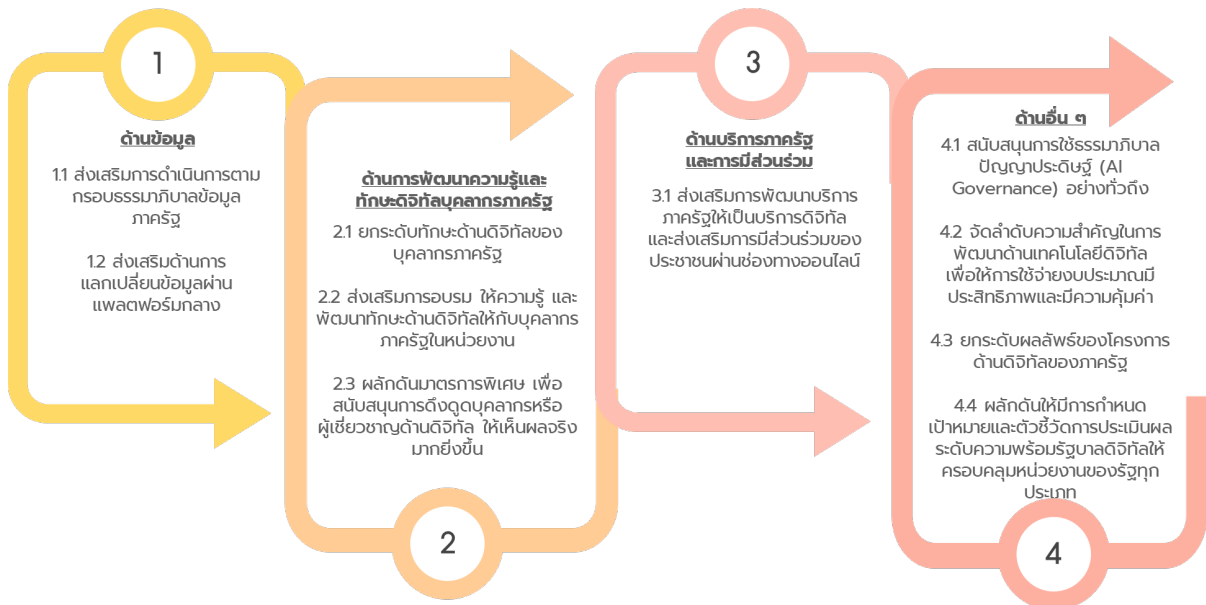 1
ด้านข้อมูล
1.1 ส่งเสริมการดำเนินการตาม
กรอบธรรมาภิบาลข้อมูล
ภาครัฐ
1.2 ส่งเสริมด้านการ
แลกเปลี่ยนข้อมูลผ่าน
แพลตฟอร์มกลาง
ด้านการพัฒนาความรู้และ
ทักษะดิจิทัลบุคลากรภาครัฐ
2.1 ยกระดับทักษะด้านดิจิทัลของ
บุคลากรภาครัฐ
2.2 ส่งเสริมการอบรม ให้ความรู้ และ
พัฒนาทักษะด้านดิจิทัลให้กับบุคลากร
ภาครัฐในหน่วยงาน
2.3 ผลักดันมาตรการพิเศษ เพื่อ
สนับสนุนการดึงดูดบุคลากรหรือ
ผู้เชี่ยวชาญด้านดิจิทัล ให้เห็นผลจริง
มากยิ่งขึ้น
2
3
ด้านบริการภาครัฐ
และการมีส่วนร่วม
3.1 ส่งเสริมการพัฒนาบริการ
ภาครัฐให้เป็นบริการดิจิทัล
และส่งเสริมการมีส่วนร่วมของ
ประชาชนผ่านช่องทางออนไลน์
ด้านอื่น ๆ
4.1 สนับสนุนการใช้ธรรมาภิบาล
ปัญญาประดิษฐ์ (AI
Governance) อย่างทั่วถึง
4.2 จัดลำดับความสำคัญในการ
พัฒนาด้านเทคโนโลยีดิจิทัล
เพื่อให้การใช้จ่ายงบประมาณมี
ประสิทธิภาพและมีความคุ้มค่า
4.3 ยกระดับผลลัพธ์ของโครงการ
ด้านดิจิทัลของภาครัฐ
4.4 ผลักดันให้มีการกำหนด
เป้าหมายและตัวชี้วัดการประเมินผล
ระดับความพร้อมรัฐบาลดิจิทัลให้
ครอบคลุมหน่วยงานของรัฐทุก
ประเภท
4